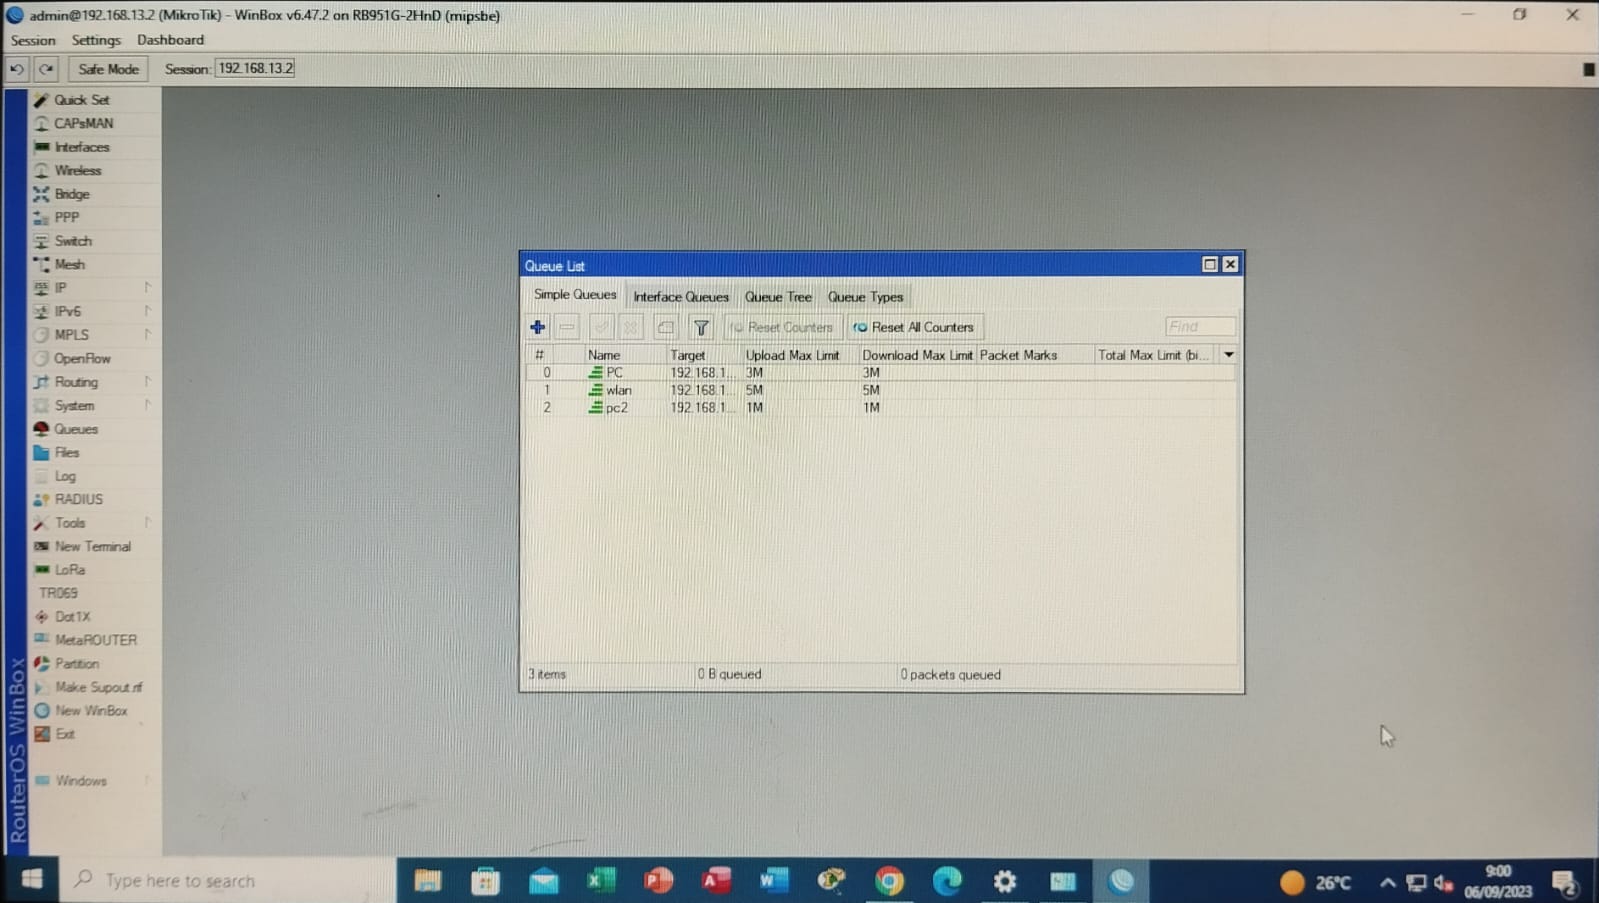 admin@192.168.13.2 (MikroTik) - WinBox v6.47.2 on RB951G-2HnD (mipsbe)
Session Settings Dashboard
Safe Mode Session: 192.168.13.2
Quick Set
CAPsMAN
Interfaces
Wireless
Bridge
PPP
Switch
Mesh
IP
IPv6
MPLS
OpenFlow
Routing
System
Queues
Files
Log
RADIUS
Tools
New Terminal
LoRa
TR069
Dot1X
MetaROUTER
Partition
Make Supout.rif
New WinBox
Exit
Windows
RouterOS WinBox
Queue List
Simple Queues Interface Queues Queue Tree Queue Types
Reset Counters Reset All Counters Find
# Name Target Upload Max Limit Download Max Limit Packet Marks Total Max Limit (bi...
0 PC 192.168.1... 3M 3M
1 wlan 192.168.1... 5M 5M
2 pc2 192.168.1... 1M 1M
3 items 0 B queued 0 packets queued
Type here to search
26°C
9:00
06/09/2023
2